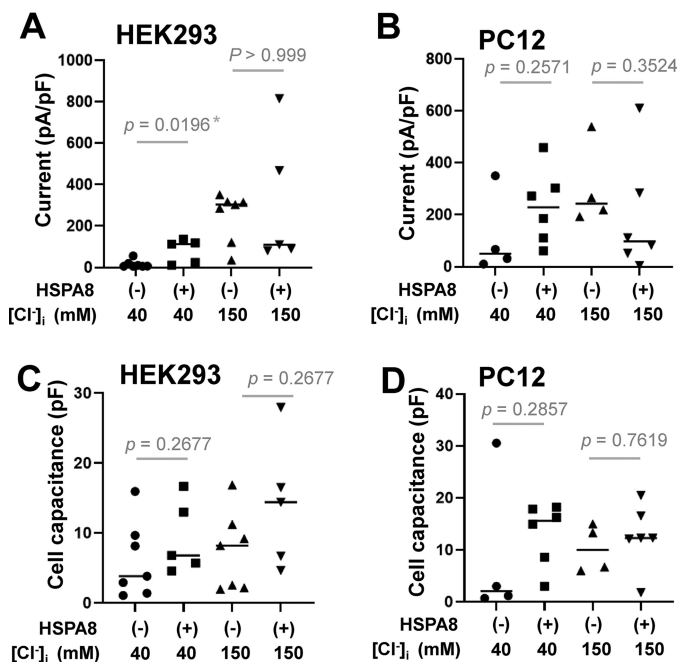 A
HEK293
P > 0.999
p = 0.0196*
Current (pA/pF)
1000
800
600
400
200
0
HSPA8 (-) (+) (-) (+)
[Cl-]i (mM) 40 40 150 150
B
PC12
p = 0.2571
p = 0.3524
Current (pA/pF)
800
600
400
200
0
HSPA8 (-) (+) (-) (+)
[Cl-]i (mM) 40 40 150 150
C
HEK293
p = 0.2677
p = 0.2677
Cell capacitance (pF)
30
20
10
0
HSPA8 (-) (+) (-) (+)
[Cl-]i (mM) 40 40 150 150
D
PC12
p = 0.2857
p = 0.7619
Cell capacitance (pF)
40
30
20
10
0
HSPA8 (-) (+) (-) (+)
[Cl-]i (mM) 40 40 150 150